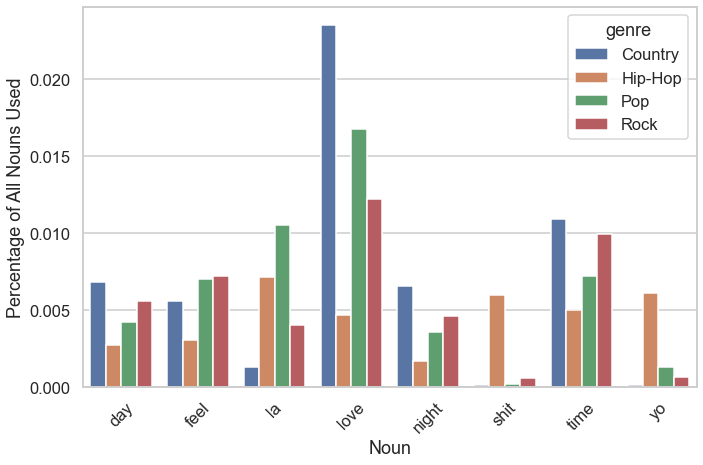 genre
Country
Hip-Hop
Pop
Rock
Percentage of All Nouns Used
0.020
0.015
0.010
0.005
0.000
day
feel
la
love
night
shit
time
yo
Noun